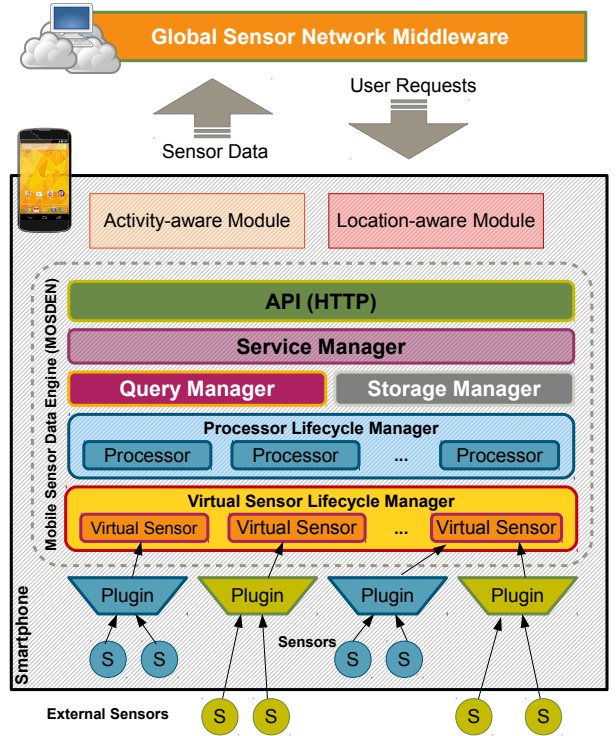 Global Sensor Network Middleware
User Requests
Sensor Data
Activity-aware Module
Location-aware Module
Mobile Sensor Data Engine (MOSDEN)
API (HTTP)
Service Manager
Query Manager
Storage Manager
Processor Lifecycle Manager
Processor
Processor
...
Processor
Virtual Sensor Lifecycle Manager
Virtual Sensor
Virtual Sensor
...
Virtual Sensor
Smartphone
Plugin
Plugin
Plugin
Plugin
S
S
Sensors
S
S
External Sensors
S
S
S
S